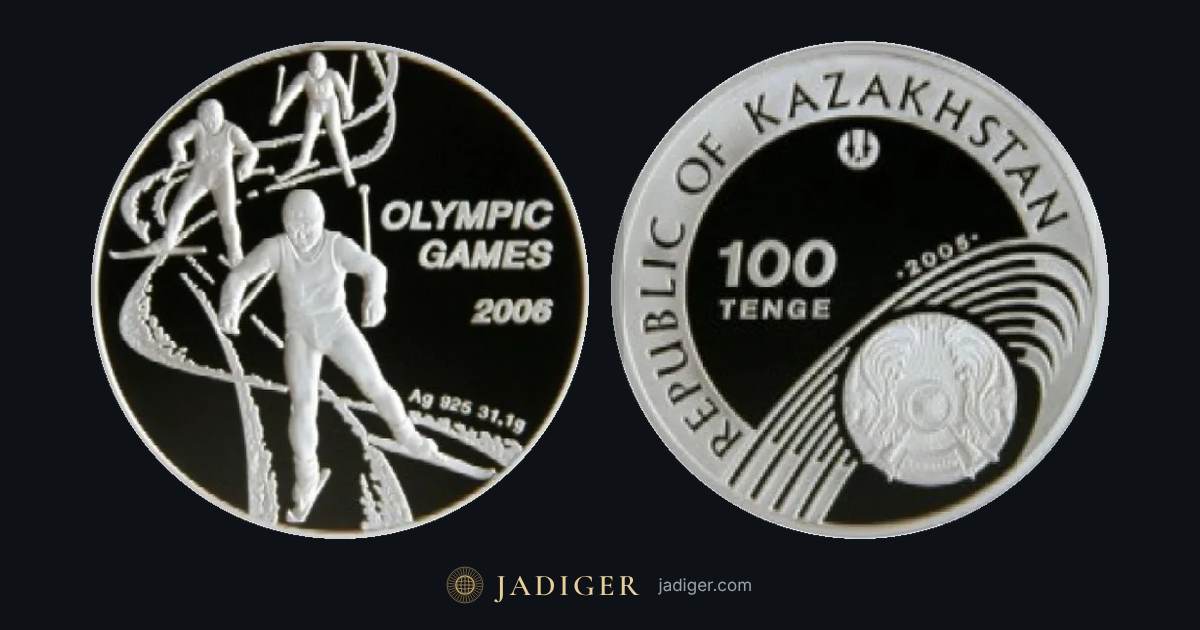 OLYMPIC
GAMES
2006
Ag 925 31,1g
REPUBLIC OF KAZAKHSTAN
·2005·
100
TENGE
JADIGER jadiger.com